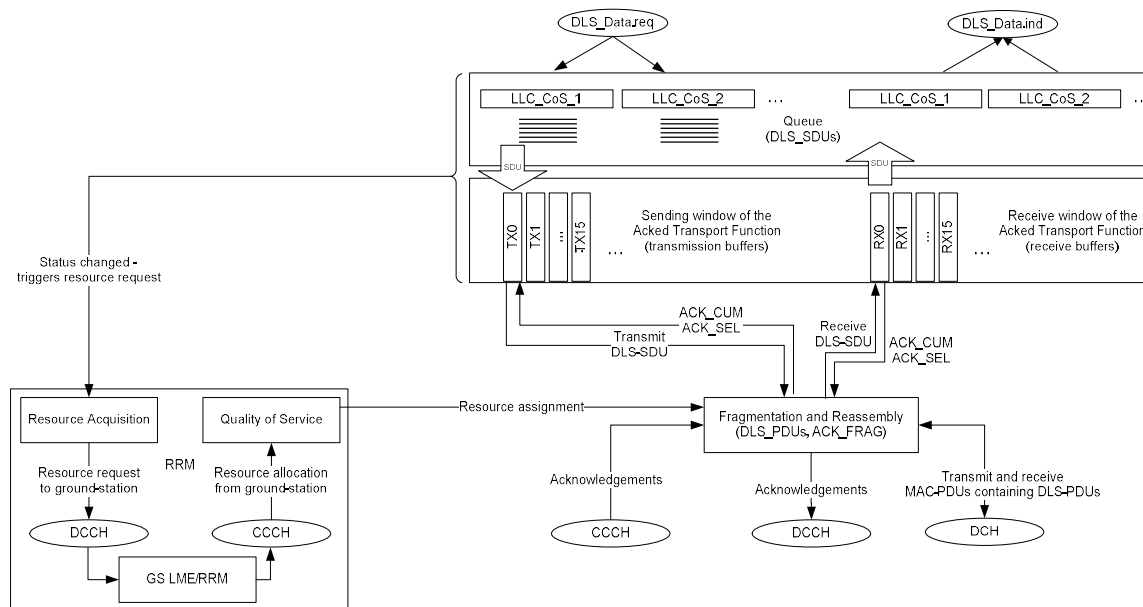 DLS_Data.req
DLS_Data.ind
LLC_CoS_1
LLC_CoS_2
...
LLC_CoS_1
LLC_CoS_2
...
Queue
(DLS_SDUs)
SDU
SDU
TX0
TX1
...
TX15
...
Sending window of the
Acked Transport Function
(transmission buffers)
RX0
RX1
...
RX15
...
Receive window of the
Acked Transport Function
(receive buffers)
Status changed -
triggers resource request
ACK_CUM
ACK_SEL
Transmit
DLS-SDU
Receive
DLS-SDU
ACK_CUM
ACK_SEL
Resource Acquisition
Quality of Service
Resource assignment
Fragmentation and Reassembly
(DLS_PDUs, ACK_FRAG)
RRM
Resource request
to ground-station
Resource allocation
from ground-station
Acknowledgements
Acknowledgements
Transmit and receive
MAC-PDUs containing DLS-PDUs
DCCH
CCCH
CCCH
DCCH
DCH
GS LME/RRM